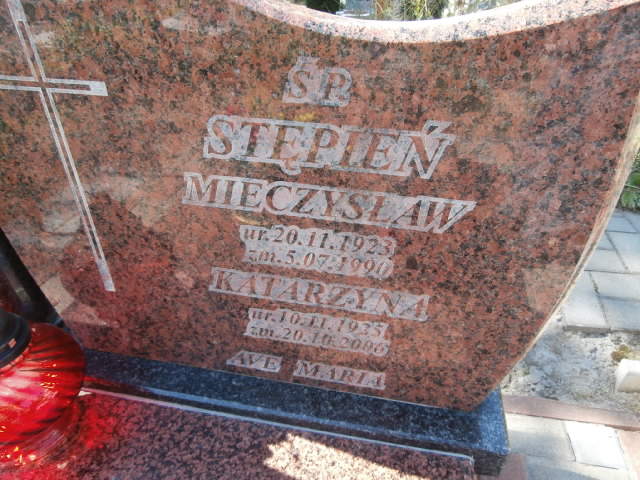 Ś.P.
STĘPIEŃ
MIECZYSŁAW
ur.20.11.1923
zm.5.07.1990
KATARZYNA
ur.10.11.1925
zm.20.10.2006
AVE MARIA